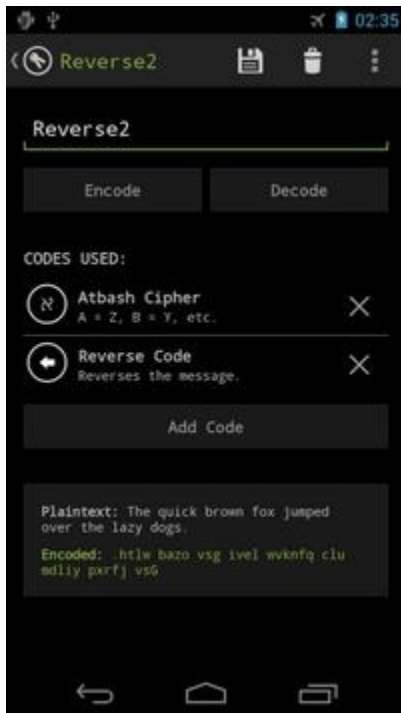 02:35
Reverse2
Reverse2
Encode Decode
CODES USED:
Atbash Cipher
A = Z, B = Y, etc.
Reverse Code
Reverses the message.
Add Code
Plaintext: The quick brown fox jumped
over the lazy dogs.
Encoded: .htlw bazo vsg ivel wvknfq clu
mdliy pxrfj vsG